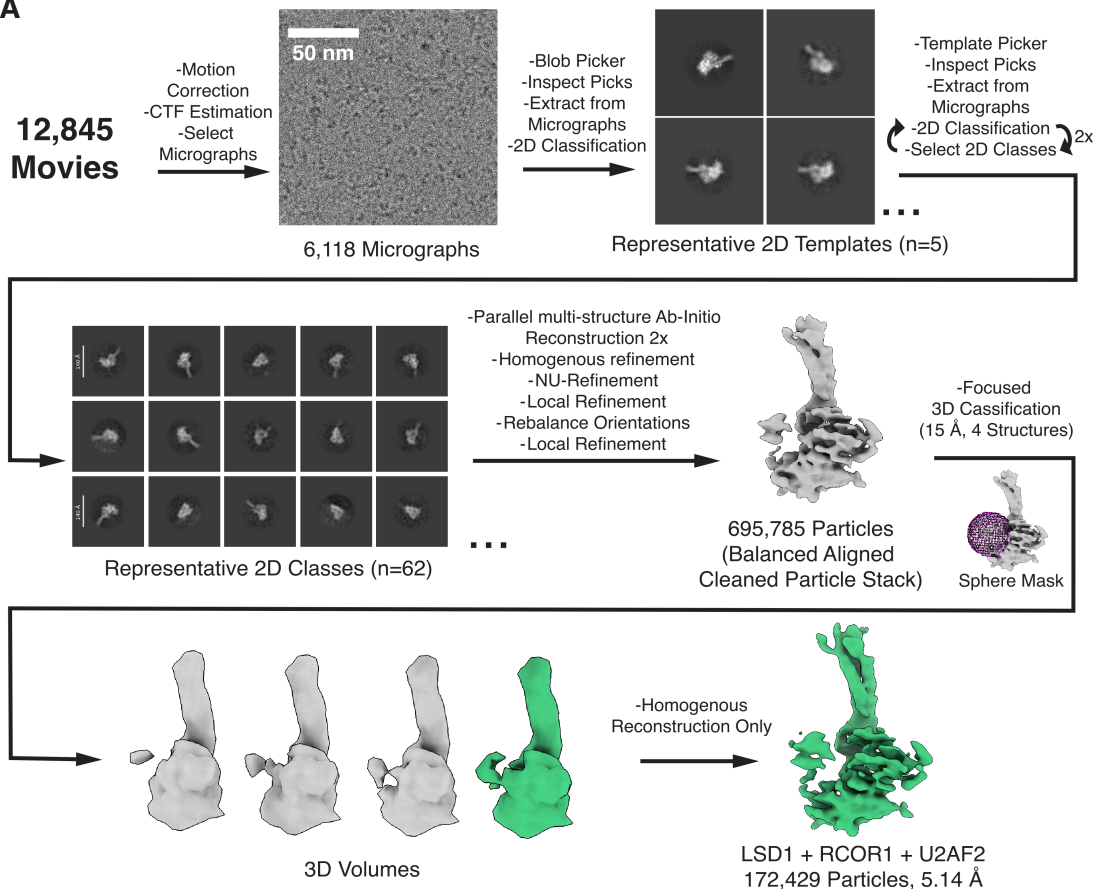 A
12,845
Movies
-Motion
Correction
-CTF Estimation
-Select
Micrographs
50 nm
6,118 Micrographs
-Blob Picker
-Inspect Picks
-Extract from
Micrographs
-2D Classification
Representative 2D Templates (n=5)
...
-Template Picker
-Inspect Picks
-Extract from
Micrographs
-2D Classification
-Select 2D Classes
2x
140 Å
140 Å
Representative 2D Classes (n=62)
...
-Parallel multi-structure Ab-Initio
Reconstruction 2x
-Homogenous refinement
-NU-Refinement
-Local Refinement
-Rebalance Orientations
-Local Refinement
695,785 Particles
(Balanced Aligned
Cleaned Particle Stack)
-Focused
3D Cassification
(15 Å, 4 Structures)
Sphere Mask
3D Volumes
-Homogenous
Reconstruction Only
LSD1 + RCOR1 + U2AF2
172,429 Particles, 5.14 Å